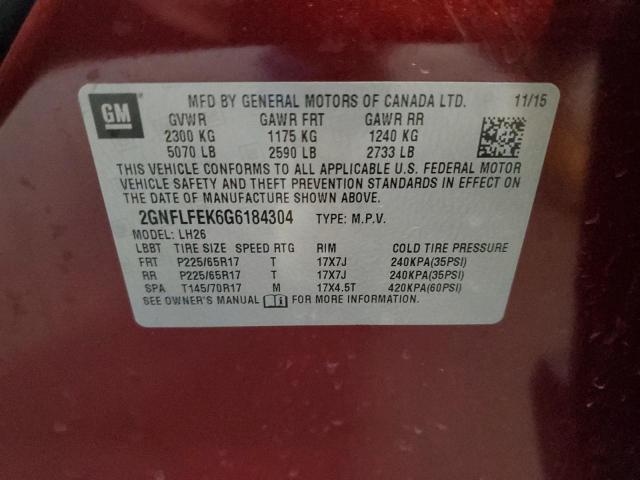 GM
MFD BY GENERAL MOTORS OF CANADA LTD. 11/15
GVWR GAWR FRT GAWR RR
2300 KG 1175 KG 1240 KG
5070 LB 2590 LB 2733 LB
THIS VEHICLE CONFORMS TO ALL APPLICABLE U.S. FEDERAL MOTOR
VEHICLE SAFETY AND THEFT PREVENTION STANDARDS IN EFFECT ON
THE DATE OF MANUFACTURE SHOWN ABOVE.
2GNFLFEK6G6184304 TYPE: M.P.V.
MODEL: LH26
LBBT TIRE SIZE SPEED RTG RIM COLD TIRE PRESSURE
FRT P225/65R17 T 17X7J 240KPA(35PSI)
RR P225/65R17 T 17X7J 240KPA(35PSI)
SPA T145/70R17 M 17X4.5T 420KPA(60PSI)
SEE OWNER'S MANUAL FOR MORE INFORMATION.